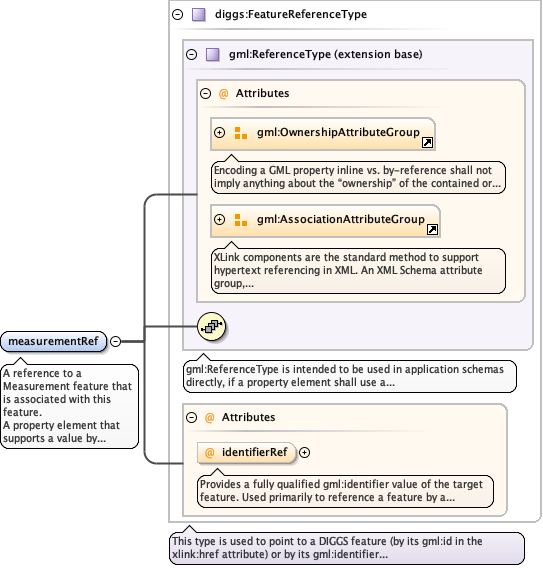 diggs:FeatureReferenceType
gml:ReferenceType (extension base)
@ Attributes
gml:OwnershipAttributeGroup
Encoding a GML property inline vs. by-reference shall not
imply anything about the “ownership” of the contained or...
gml:AssociationAttributeGroup
XLink components are the standard method to support
hypertext referencing in XML. An XML Schema attribute
group,...
measurementRef
A reference to a
Measurement feature that
is associated with this
feature.
A property element that
supports a value by...
gml:ReferenceType is intended to be used in application schemas
directly, if a property element shall use a...
@ Attributes
@ identifierRef
Provides a fully qualified gml:identifier value of the target
feature. Used primarily to reference a feature by a...
This type is used to point to a DIGGS feature (by its gml:id in the
xlink:href attribute) or by its gml:identifier...